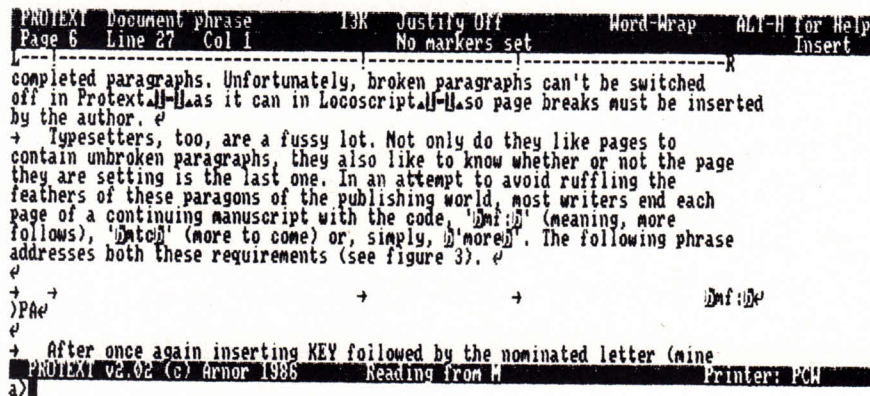 PROTEXT Document phrase 13K Justify Off Word-Wrap ALT-H for Help
Page 6 Line 27 Col 1 No markers set Insert
L----!----!----!----R
completed paragraphs. Unfortunately, broken paragraphs can't be switched
off in Protext▴U-U▴as it can in Locoscript▴U-U▴so page breaks must be inserted
by the author. ↵
→ Typesetters, too, are a fussy lot. Not only do they like pages to
contain unbroken paragraphs, they also like to know whether or not the page
they are setting is the last one. In an attempt to avoid ruffling the
feathers of these paragons of the publishing world, most writers end each
page of a continuing manuscript with the code, 'DmfːD' (meaning, more
follows), 'DmtcD' (more to come) or, simply, D'moreD". The following phrase
addresses both these requirements (see figure 3). ↵
↵
→ → → → Dmf:D↵
>PA↵
↵
→ After once again inserting KEY followed by the nominated letter (mine
PROTEXT v2.02 (c) Arnor 1986 Reading from M Printer: PCW
a>